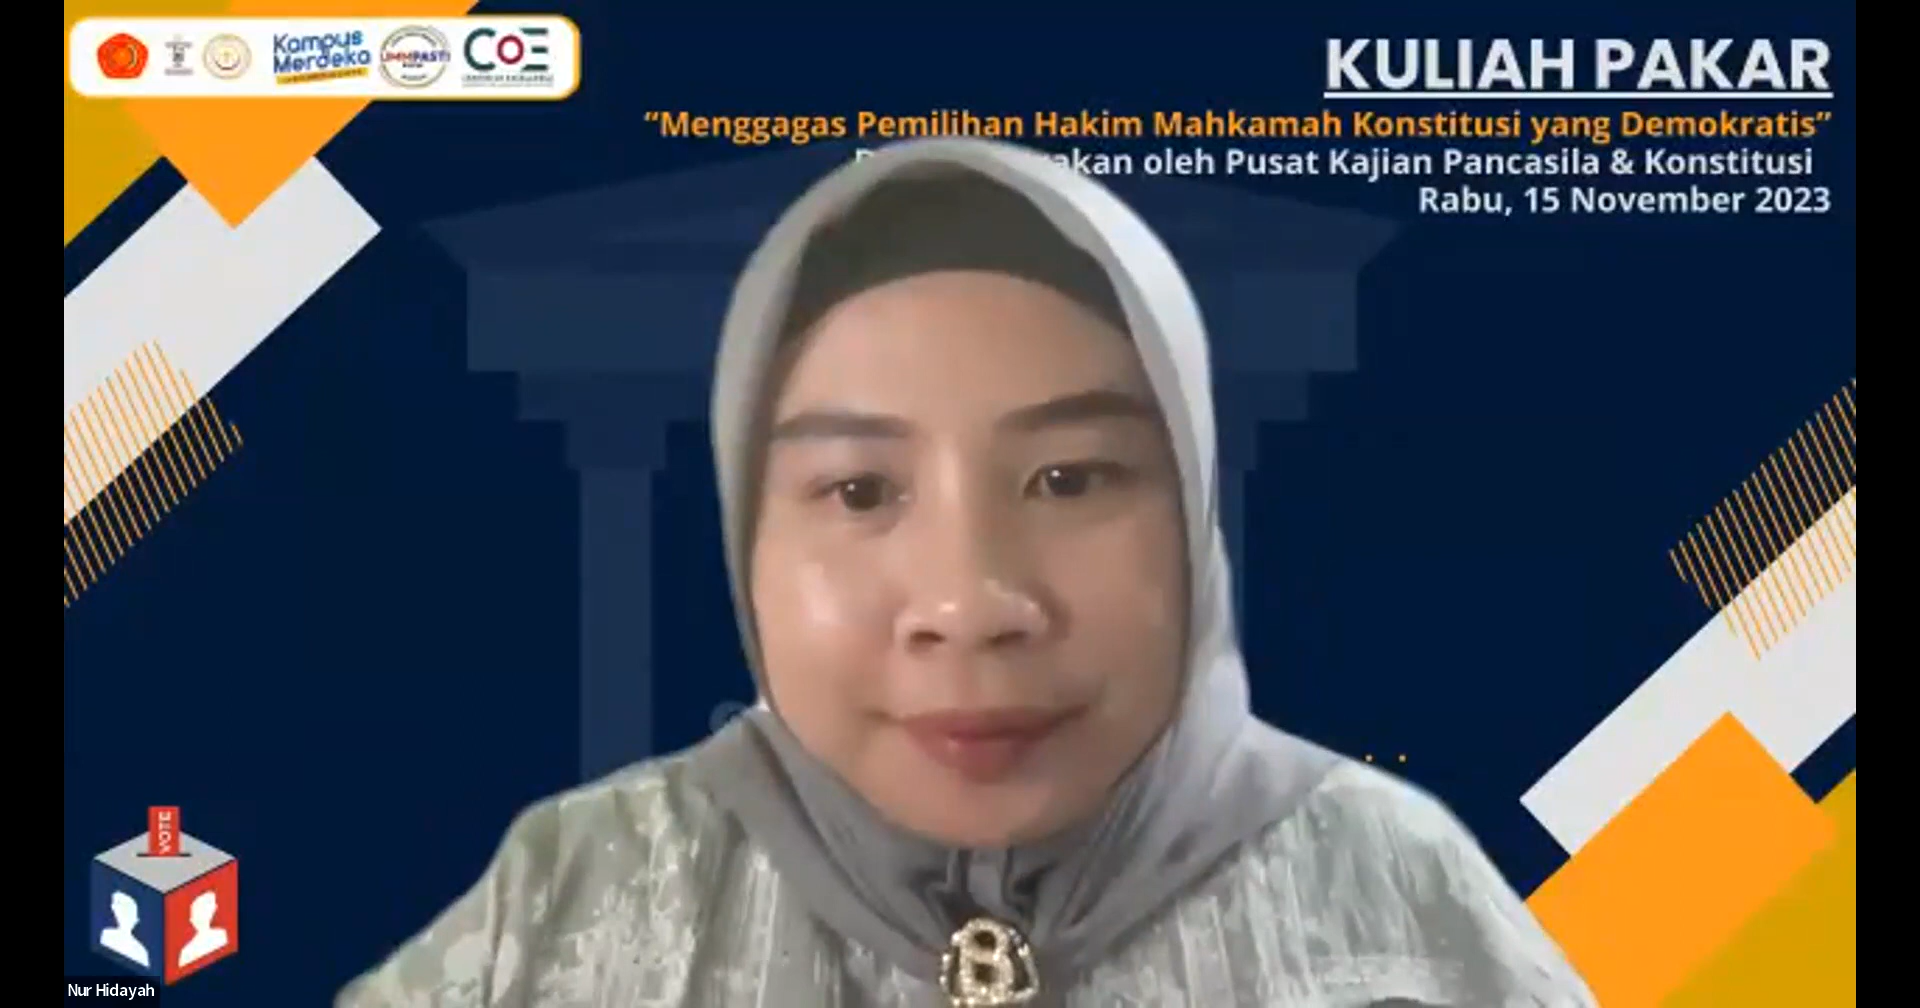 Kampus
Merdeka
UMMPASTI
COE
KULIAH PAKAR
“Menggagas Pemilihan Hakim Mahkamah Konstitusi yang Demokratis”
oleh Pusat Kajian Pancasila & Konstitusi
Rabu, 15 November 2023
VOTE
Nur Hidayah